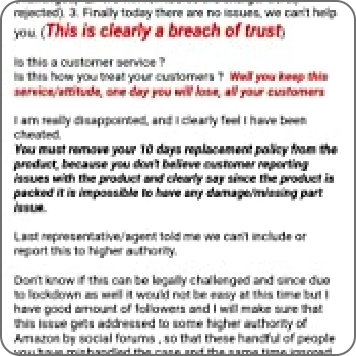 rejected). 3. Finally today there are no issues, we can't help
you. (This is clearly a breach of trust)
Is this a customer service ?
Is this how you treat your customers ? Well you keep this
service/attitude, one day you will lose, all your customers
I am really disappointed, and I clearly feel I have been
cheated.
You must remove your 10 days replacement policy from the
product, because you don't believe customer reporting
issues with the product and clearly say since the product is
packed it is impossible to have any damage/missing part
issue.
Last representative/agent told me we can't include or
report this to higher authority.
Don't know if this can be legally challenged and since due
to lockdown as well it would not be easy at this time but I
have good amount of followers and I will make sure that
this issue gets addressed to some higher authority of
Amazon by social forums , so that these handful of people
you have mishandled the case and the same time ignored